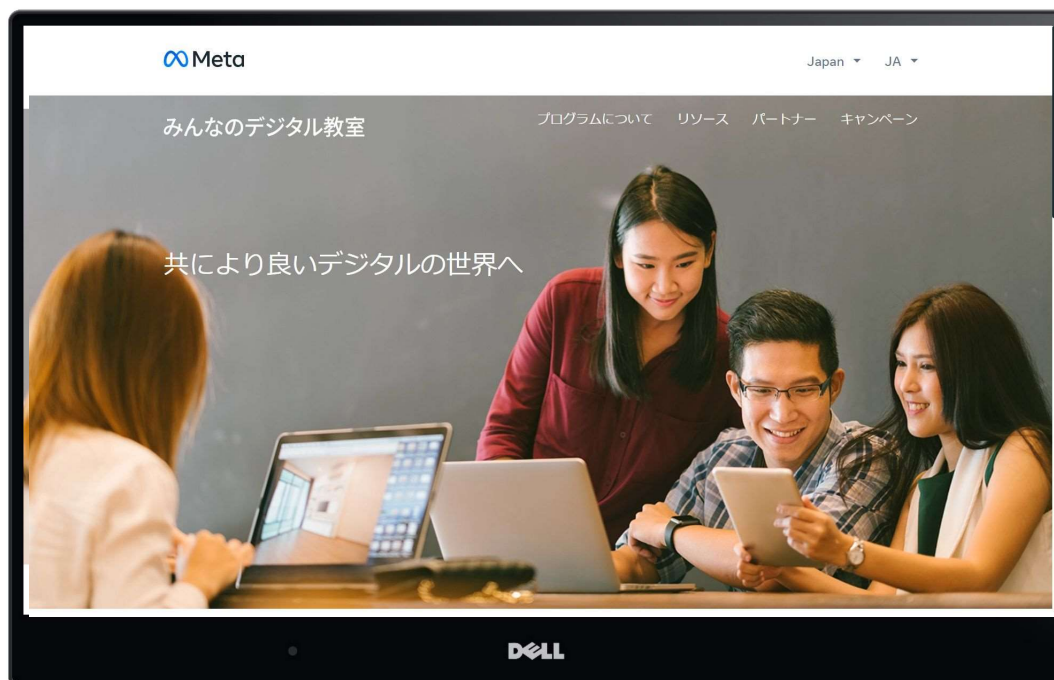 Meta
Japan JA
みんなのデジタル教室
プログラムについて リソース パートナー キャンペーン
共により良いデジタルの世界へ
DELL